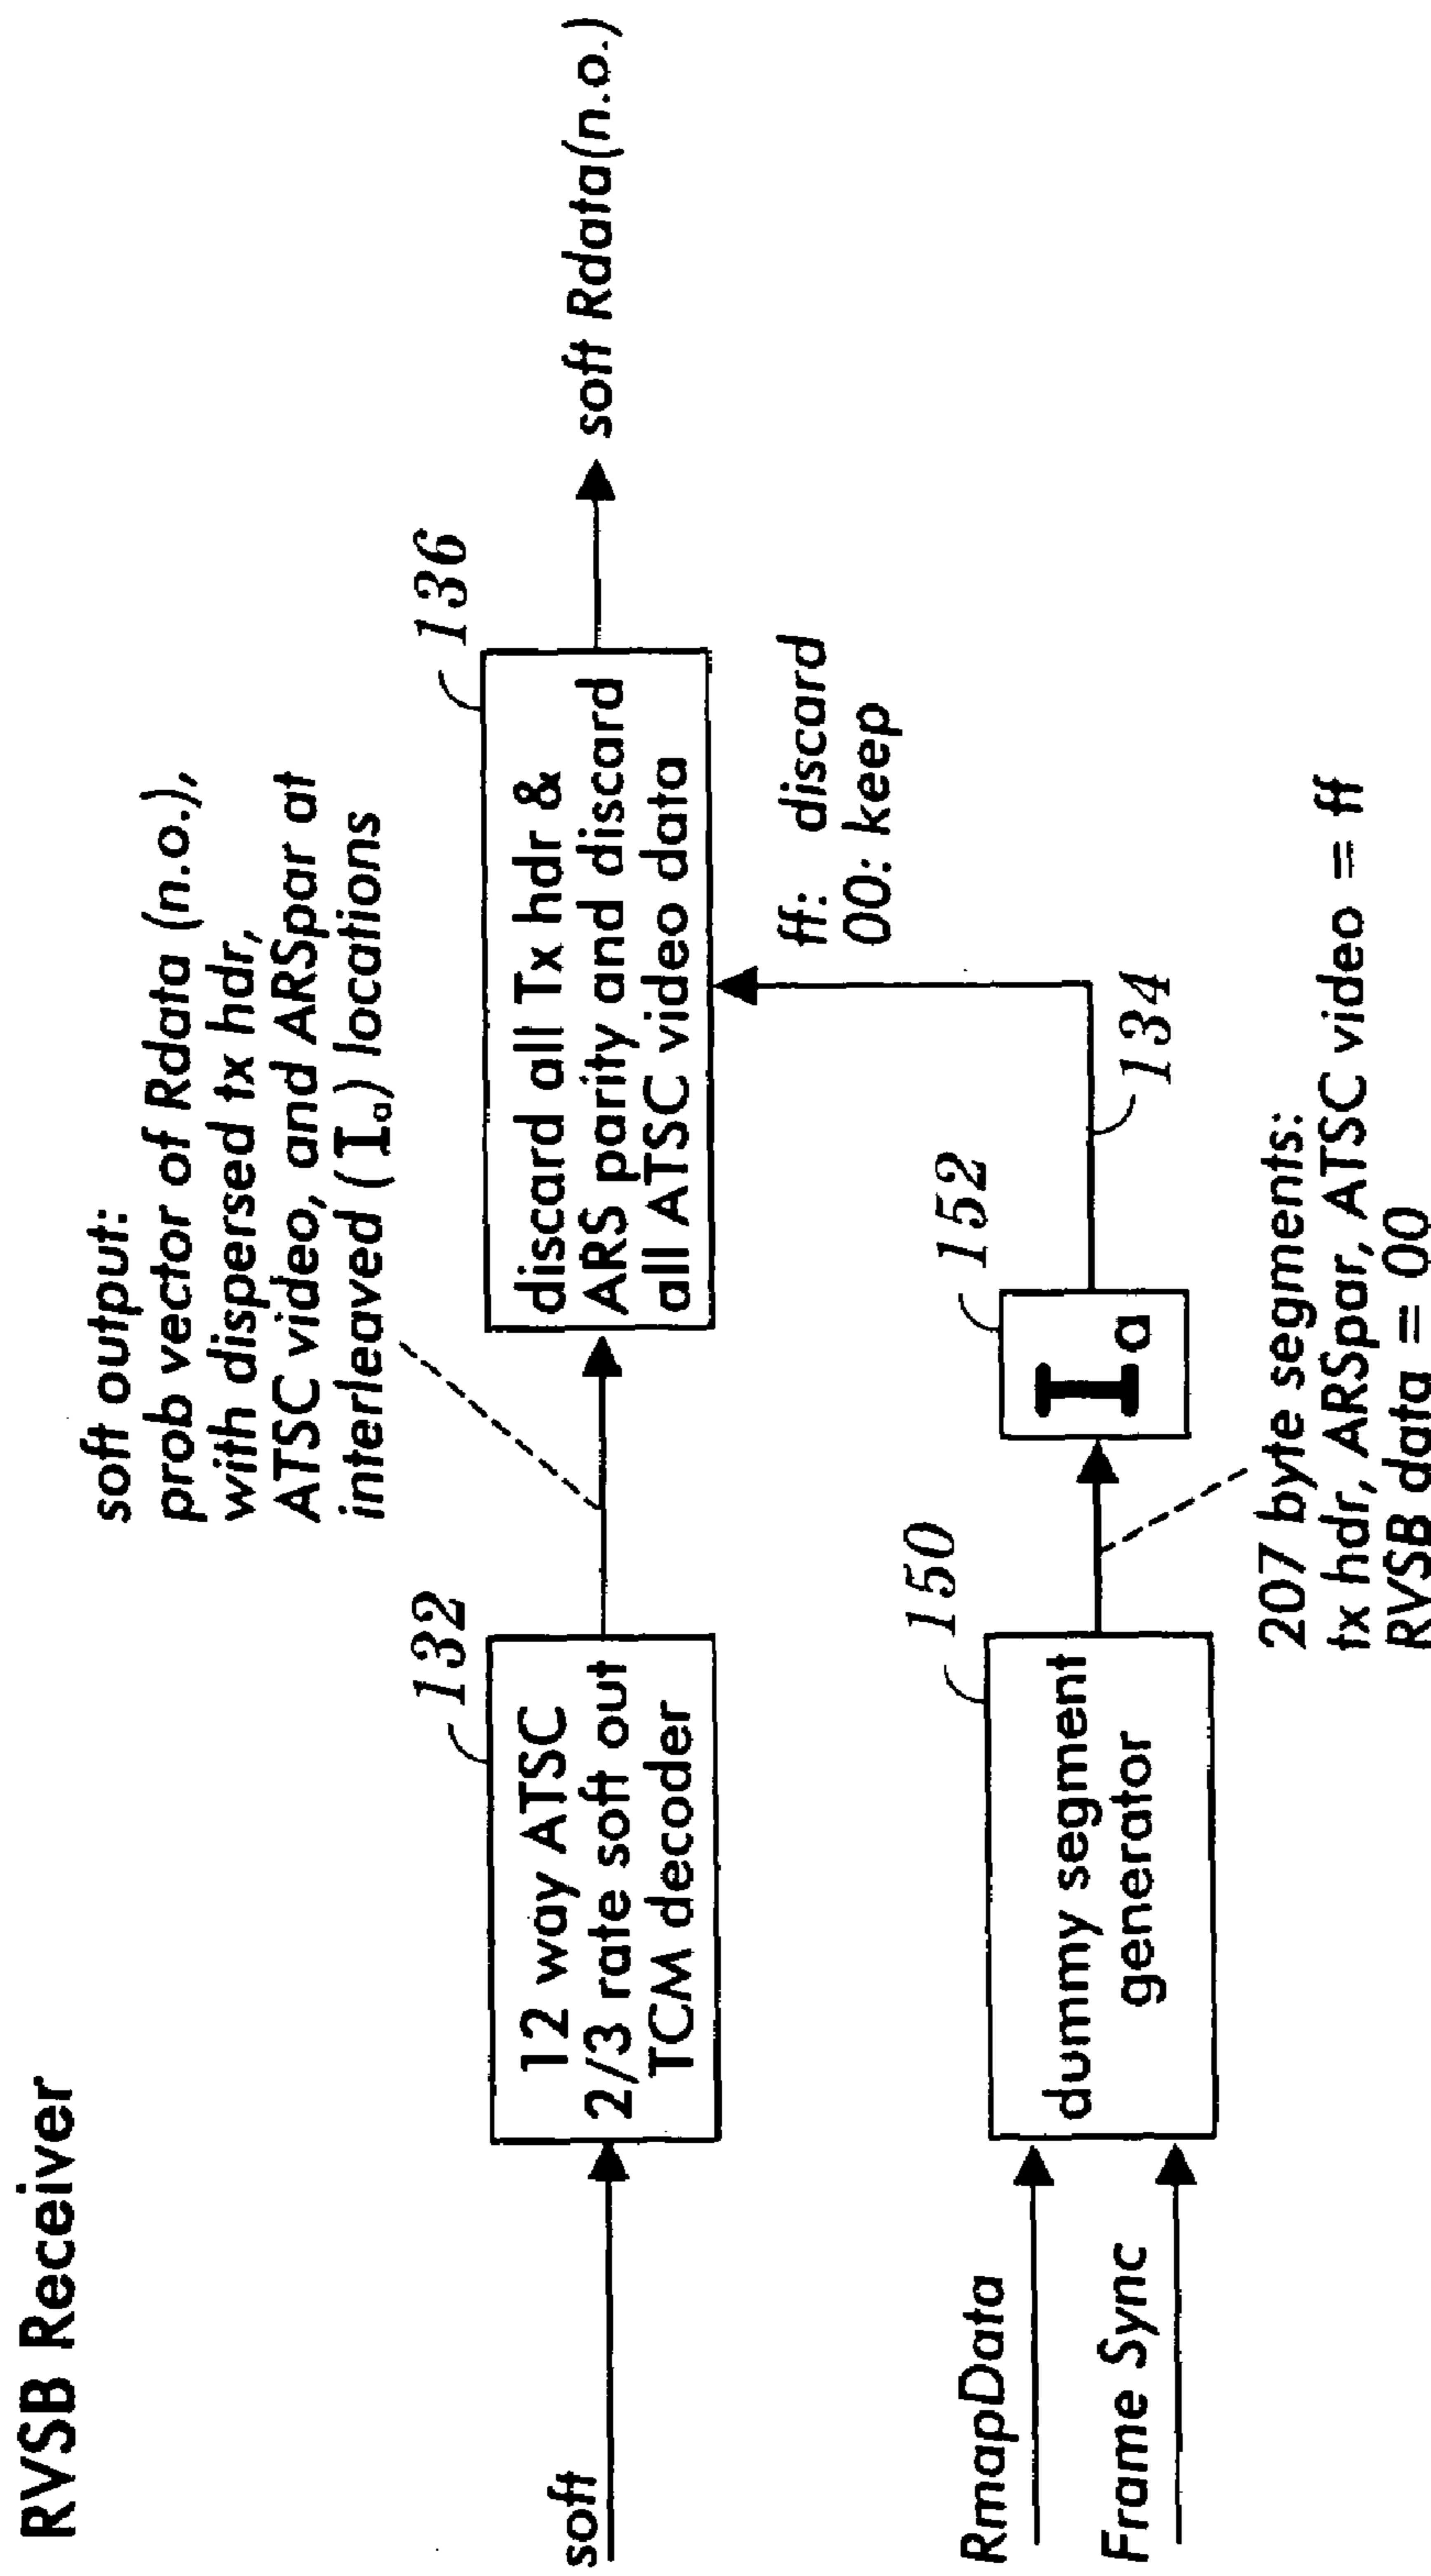 RVSB Receiver
soft output:
prob vector of Rdata (n.o.),
with dispersed tx hdr,
ATSC video, and ARSpar at
interleaved (Ia) locations
soft
132
12 way ATSC
2/3 rate soft out
TCM decoder
136
discard all Tx hdr &
ARS parity and discard
all ATSC video data
soft Rdata(n.o.)
ff: discard
00: keep
RmapData
Frame Sync
150
dummy segment
generator
152
Ia
134
207 byte segments:
tx hdr, ARSpar, ATSC video = ff
RVSB data = 00